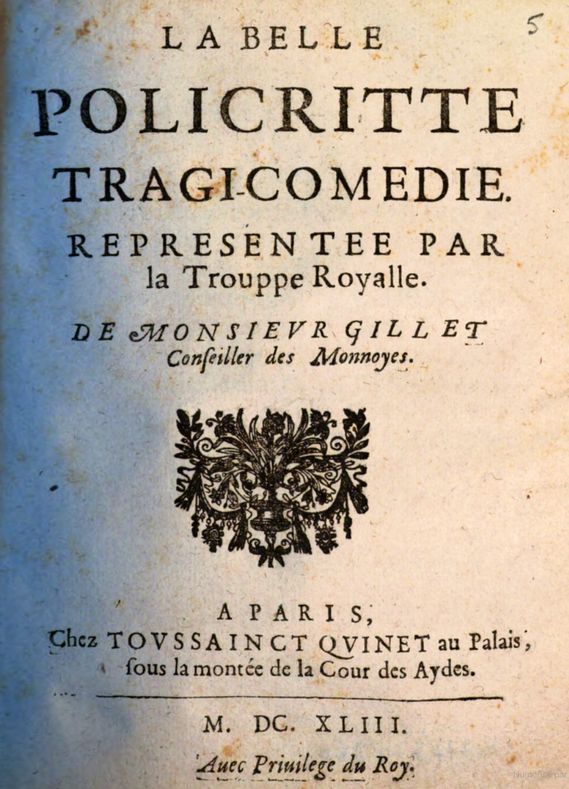 5
LA BELLE
POLICRITTE
TRAGI-COMEDIE.
REPRESENTEE PAR
la Trouppe Royalle.
DE MONSIEVR GILLET
Conſeiller des Monnoyes.
A PARIS,
Chez TOVSSAINCT QVINET au Palais,
ſous la montée de la Cour des Aydes.
M. DC. XLIII.
Auec Priuilege du Roy.